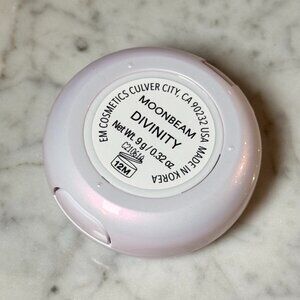 EM COSMETICS CULVER CITY, CA 90232 USA MADE IN KOREA
MOONBEAM
DIVINITY
Net Wt. 9 g / 0.32 oz
12M